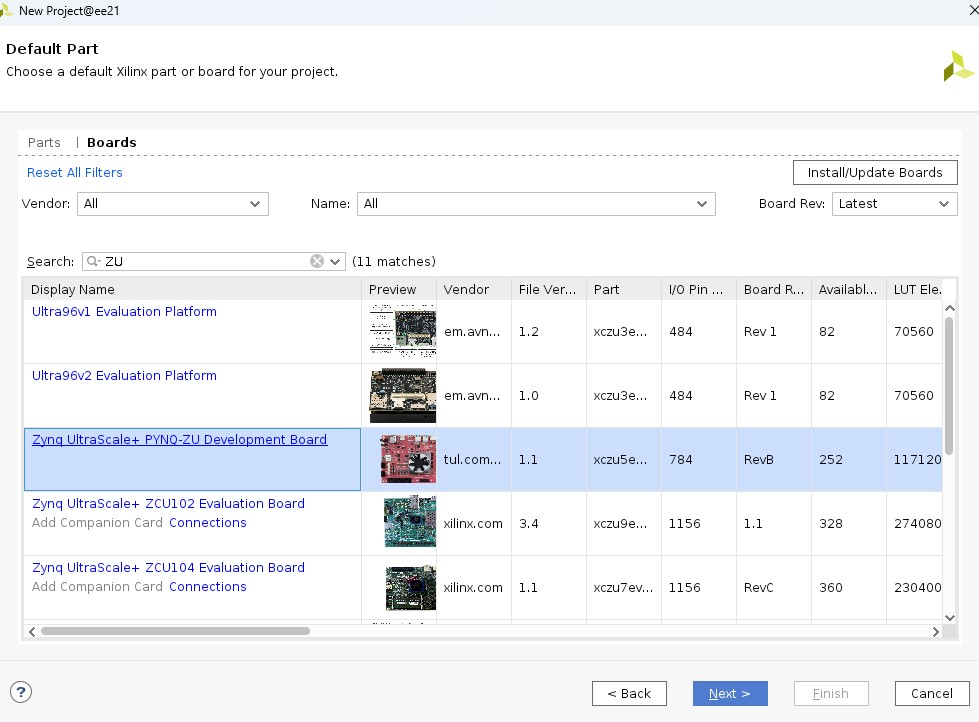 New Project@ee21
Default Part
Choose a default Xilinx part or board for your project.
Parts | Boards
Reset All Filters
Install/Update Boards
Vendor: All Name: All Board Rev: Latest
Search: ZU (11 matches)
Display Name Preview Vendor File Ver... Part I/O Pin ... Board R... Availabl... LUT Ele.
Ultra96v1 Evaluation Platform
em.avn... 1.2 xczu3e... 484 Rev 1 82 70560
Ultra96v2 Evaluation Platform
em.avn... 1.0 xczu3e... 484 Rev 1 82 70560
Zynq UltraScale+ PYNQ-ZU Development Board
tul.com... 1.1 xczu5e... 784 RevB 252 117120
Zynq UltraScale+ ZCU102 Evaluation Board
Add Companion Card Connections
xilinx.com 3.4 xczu9e... 1156 1.1 328 274080
Zynq UltraScale+ ZCU104 Evaluation Board
Add Companion Card Connections
xilinx.com 1.1 xczu7ev... 1156 RevC 360 230400
? < Back Next > Finish Cancel